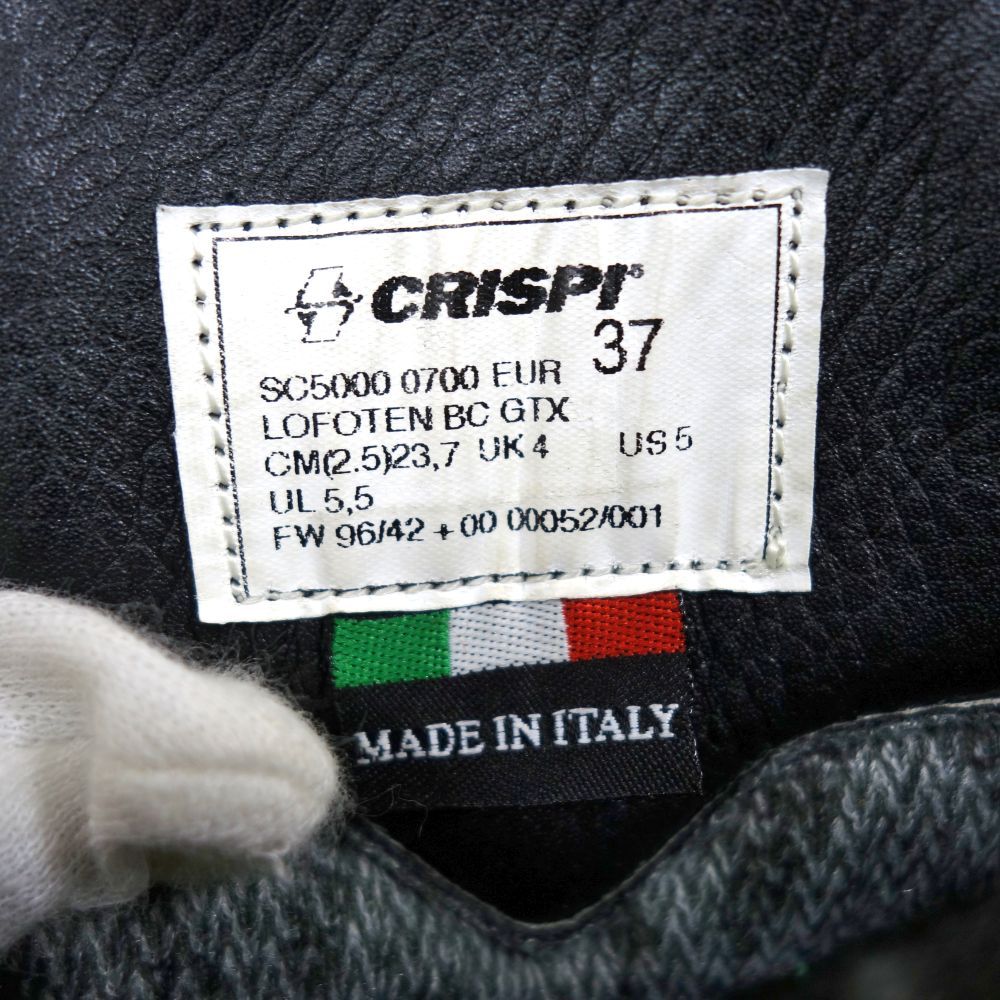 CRISPI®
SC5000 0700 EUR 37
LOFOTEN BC GTX
CM(2.5)23,7 UK 4 US 5
UL 5,5
FW 96/42 + 00 00052/001
MADE IN ITALY